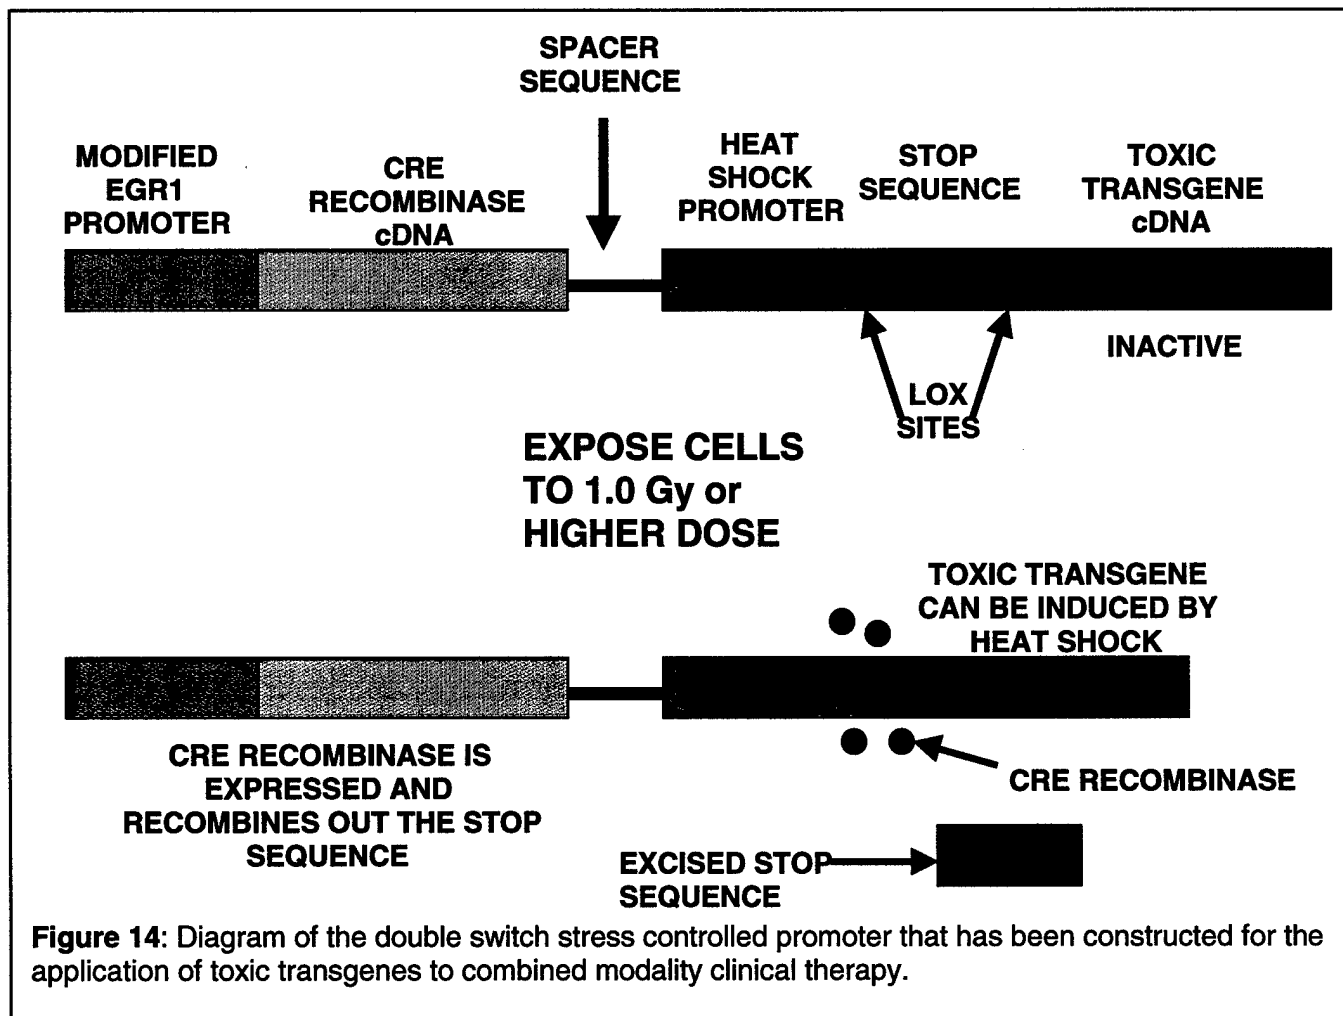 SPACER
SEQUENCE
MODIFIED
EGR1
PROMOTER
CRE
RECOMBINASE
cDNA
HEAT
SHOCK
PROMOTER
STOP
SEQUENCE
TOXIC
TRANSGENE
cDNA
INACTIVE
LOX
SITES
EXPOSE CELLS
TO 1.0 Gy or
HIGHER DOSE
TOXIC TRANSGENE
CAN BE INDUCED BY
HEAT SHOCK
CRE RECOMBINASE IS
EXPRESSED AND
RECOMBINES OUT THE STOP
SEQUENCE
CRE RECOMBINASE
EXCISED STOP
SEQUENCE
Figure 14: Diagram of the double switch stress controlled promoter that has been constructed for the
application of toxic transgenes to combined modality clinical therapy.